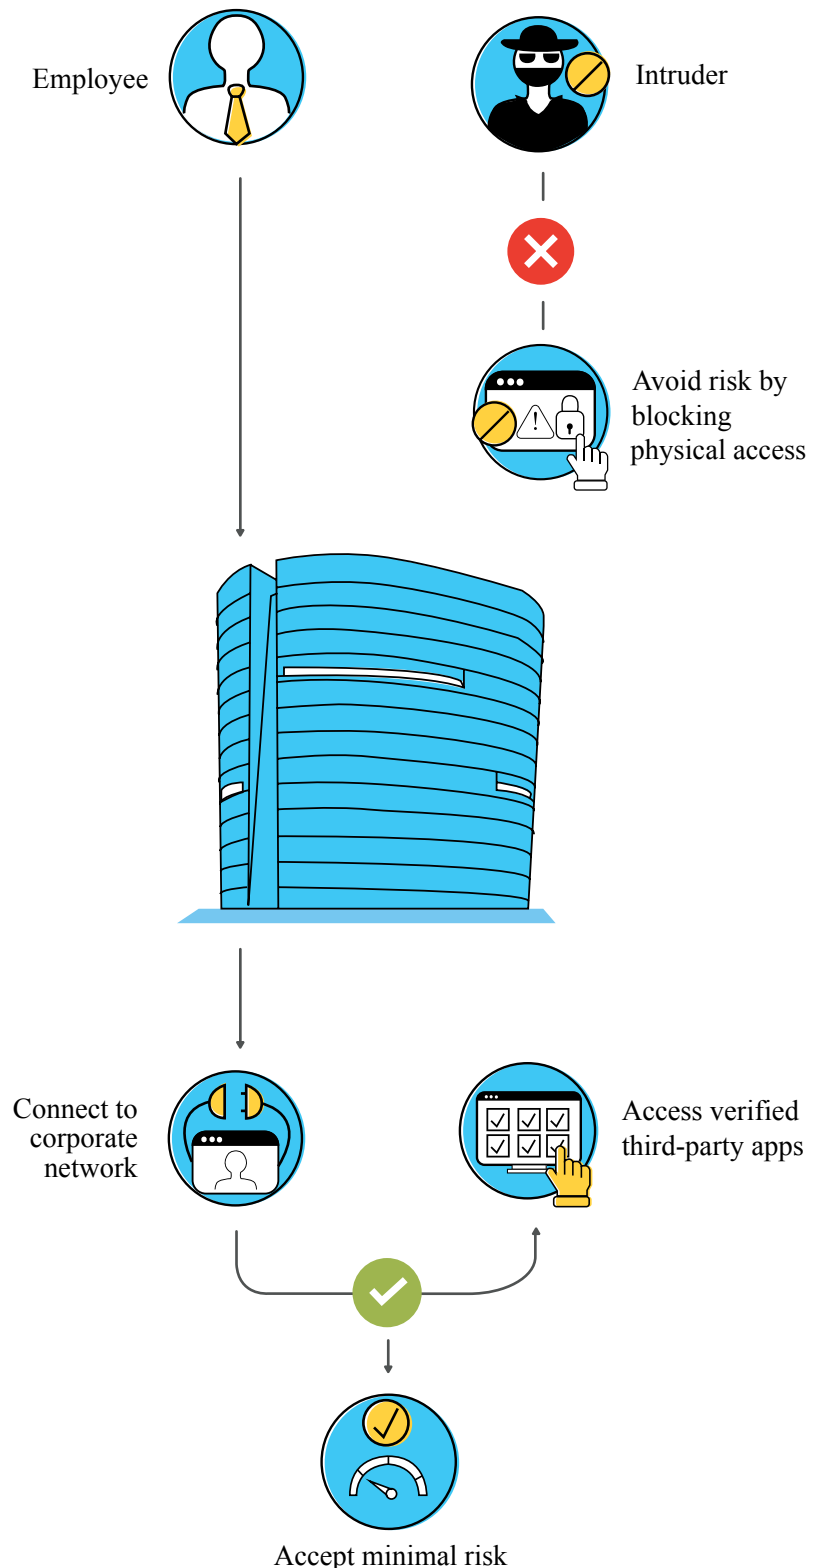 Employee
Intruder
Avoid risk by
blocking
physical access
Connect to
corporate
network
Access verified
third-party apps
Accept minimal risk